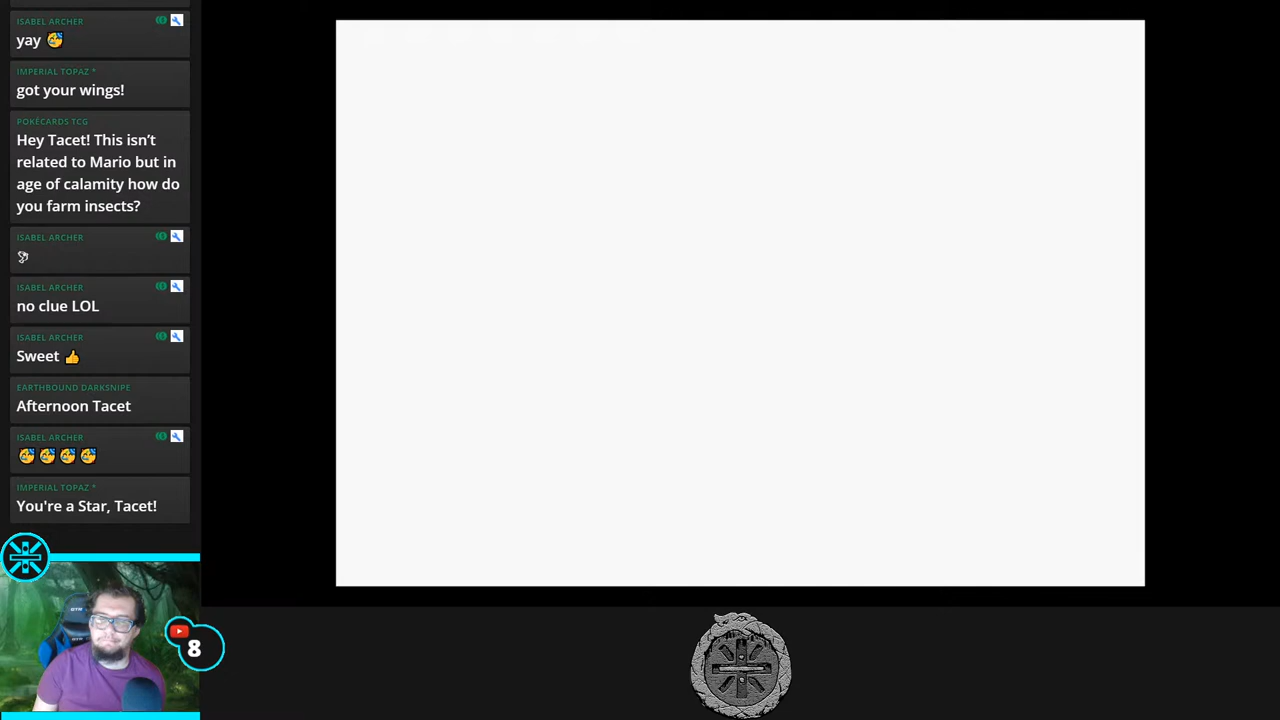 ISABEL ARCHER
yay
IMPERIAL TOPAZ *
got your wings!
POKÉCARDS TCG
Hey Tacet! This isn't
related to Mario but in
age of calamity how do
you farm insects?
ISABEL ARCHER
ISABEL ARCHER
no clue LOL
ISABEL ARCHER
Sweet 👍
EARTHBOUND DARKSNIPE
Afternoon Tacet
ISABEL ARCHER
IMPERIAL TOPAZ *
You're a Star, Tacet!
8